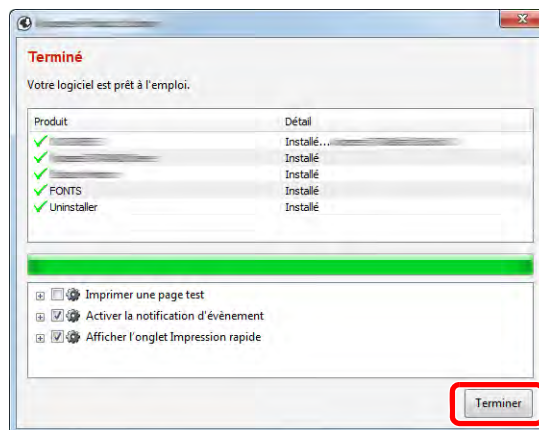 Terminé
Votre logiciel est prêt à l'emploi.
Produit Détail
Installé...
Installé
Installé
FONTS Installé
Uninstaller Installé
Imprimer une page test
Activer la notification d'évènement
Afficher l'onglet Impression rapide
Terminer